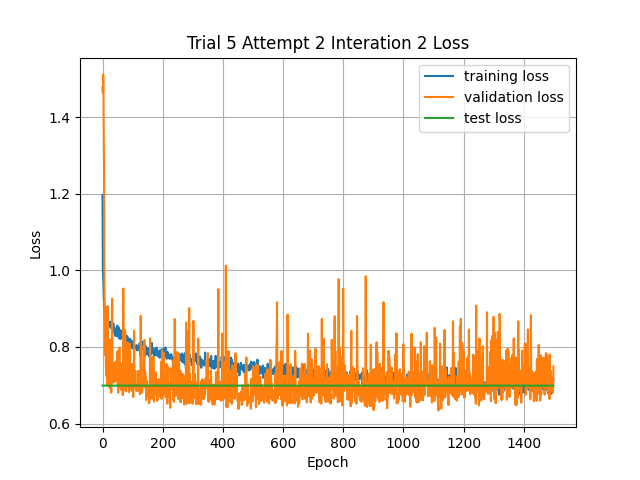 Trial 5 Attempt 2 Interation 2 Loss
training loss
validation loss
test loss
1.4
1.2
1.0
0.8
0.6
Loss
0 200 400 600 800 1000 1200 1400
Epoch